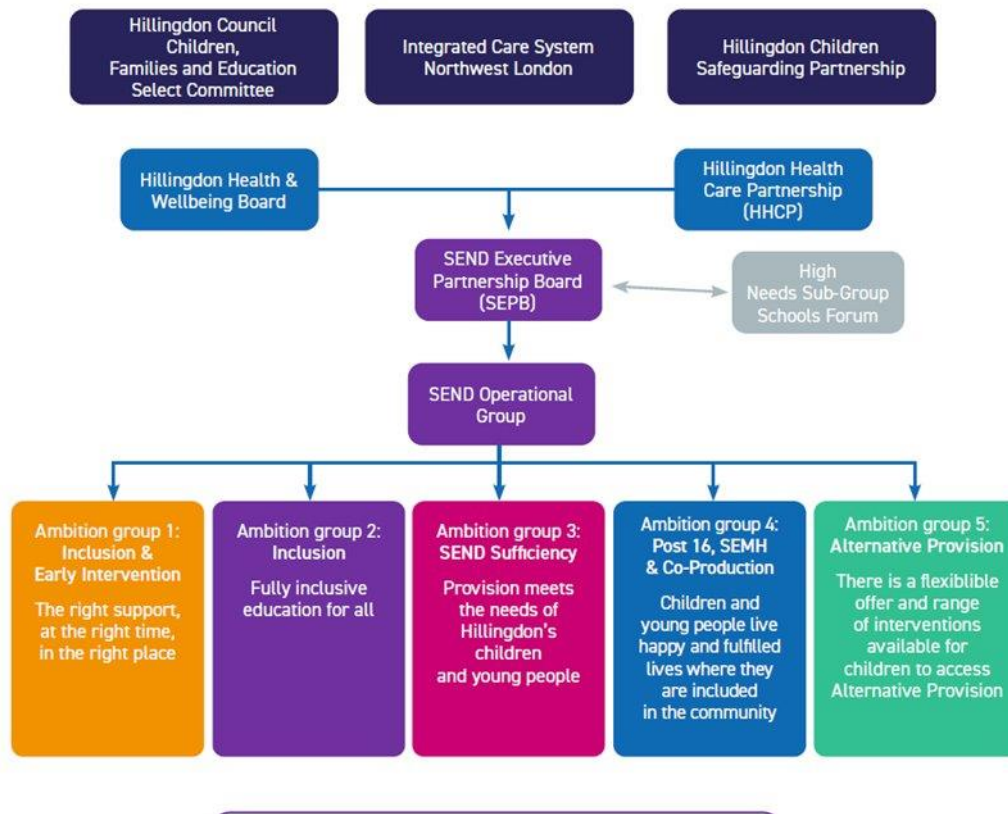 Hillingdon Council
Children,
Families and Education
Select Committee
Integrated Care System
Northwest London
Hillingdon Children
Safeguarding Partnership
Hillingdon Health &
Wellbeing Board
Hillingdon Health
Care Partnership
(HHCP)
SEND Executive
Partnership Board
(SEPB)
High
Needs Sub-Group
Schools Forum
SEND Operational
Group
Ambition group 1:
Inclusion &
Early Intervention
The right support,
at the right time,
in the right place
Ambition group 2:
Inclusion
Fully inclusive
education for all
Ambition group 3:
SEND Sufficiency
Provision meets
the needs of
Hillingdon's
children
and young people
Ambition group 4:
Post 16, SEMH
& Co-Production
Children and
young people live
happy and fulfilled
lives where they
are included
in the community
Ambition group 5:
Alternative Provision
There is a flexiblible
offer and range
of interventions
available for
children to access
Alternative Provision